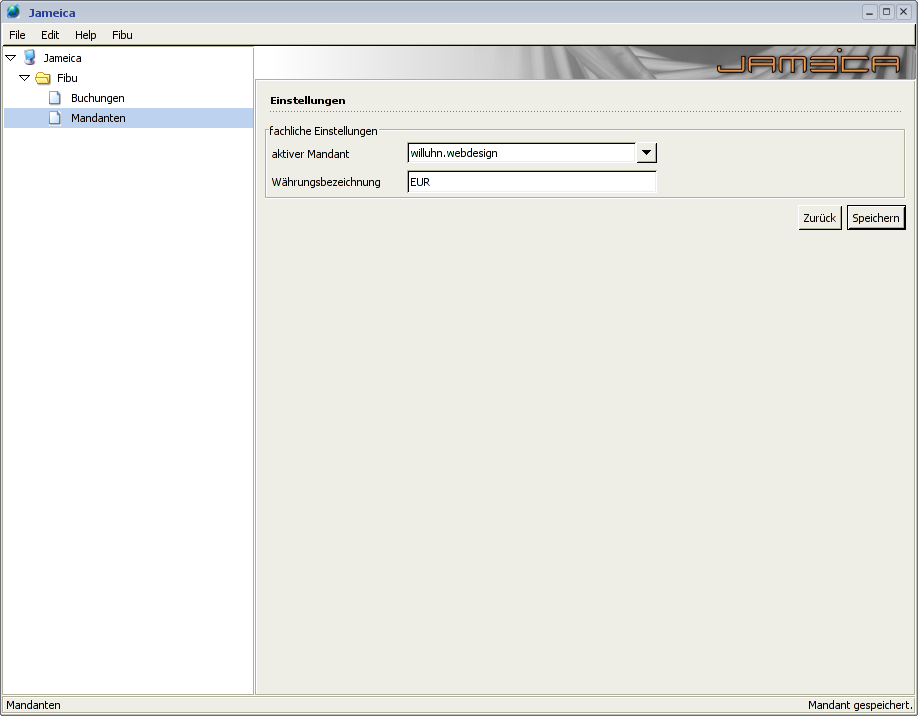 Jameica
File Edit Help Fibu
Jameica
Fibu
Buchungen
Mandanten
JAMEICA
Einstellungen
fachliche Einstellungen
aktiver Mandant willuhn.webdesign
Währungsbezeichnung EUR
Zurück Speichern
Mandanten Mandant gespeichert.